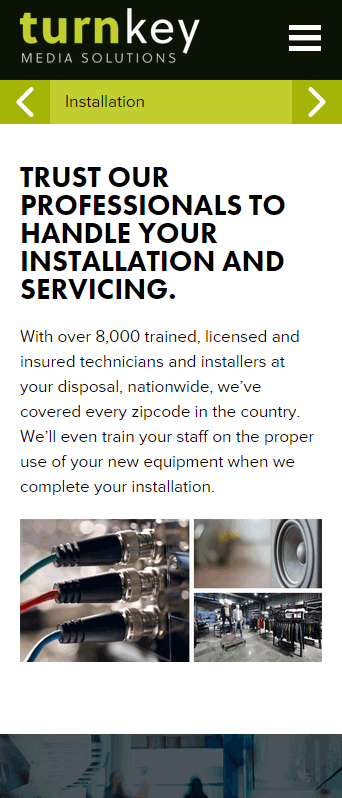 turnkey
MEDIA SOLUTIONS
Installation
TRUST OUR
PROFESSIONALS TO
HANDLE YOUR
INSTALLATION AND
SERVICING.
With over 8,000 trained, licensed and
insured technicians and installers at
your disposal, nationwide, we’ve
covered every zipcode in the country.
We’ll even train your staff on the proper
use of your new equipment when we
complete your installation.